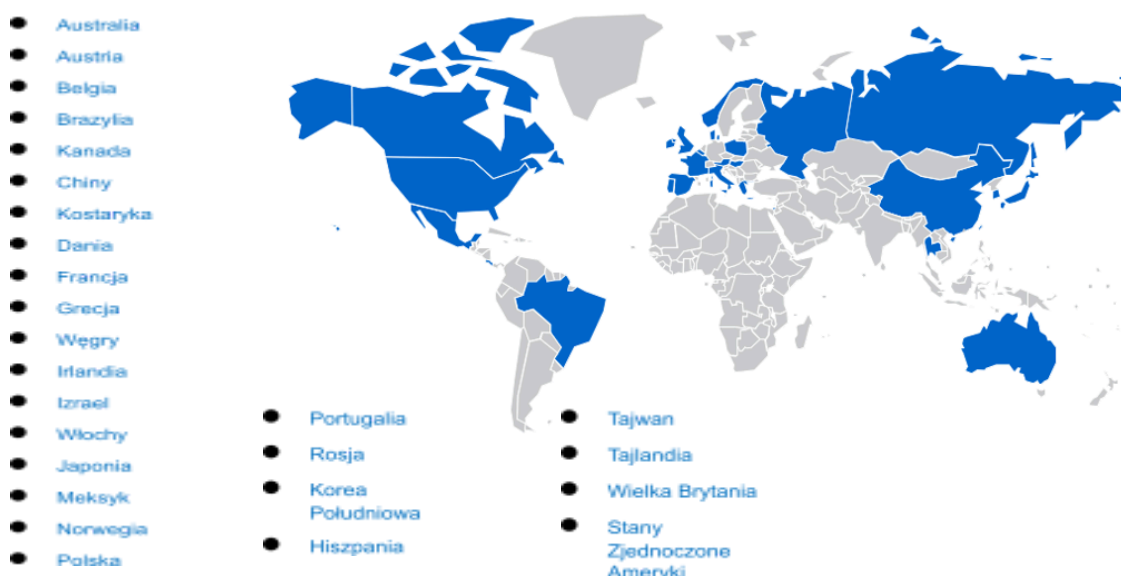 Australia
Austria
Belgia
Brazylia
Kanada
Chiny
Kostaryka
Dania
Francja
Grecja
Węgry
Irlandia
Izrael
Włochy
Japonia
Meksyk
Norwegia
Polska
Portugalia
Rosja
Korea
Południowa
Hiszpania
Tajwan
Tajlandia
Wielka Brytania
Stany
Zjednoczone
Ameryki